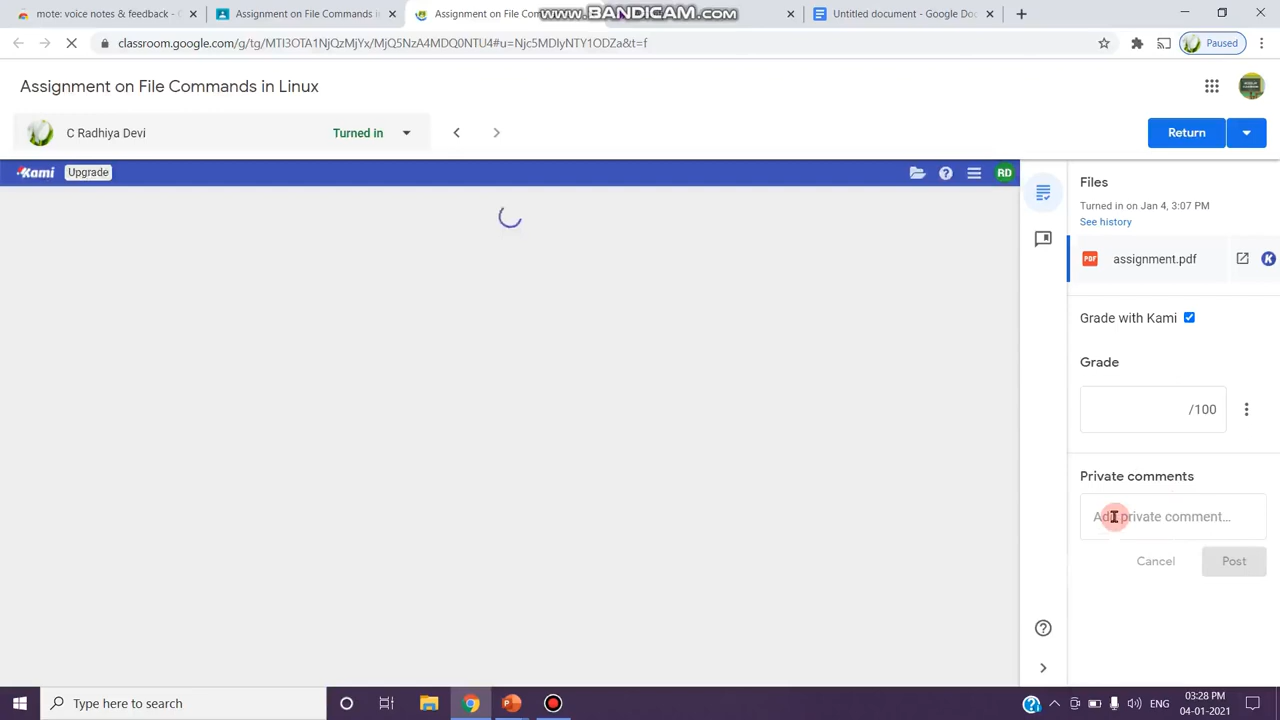 mote: voice notes & feedback - C
Assignment on File Commands in L
Assignment on File Com
www.BANDICAM.com
Untitled document - Google Doc
classroom.google.com/g/tg/MTI3OTA1NjQzMjYx/MjQ5NzA4MDQ0NTU4#u=Njc5MDIyNTY1ODZa&t=f
Paused
Assignment on File Commands in Linux
C Radhiya Devi
Turned in
Return
Kami
Upgrade
RD
Files
Turned in on Jan 4, 3:07 PM
See history
PDF
assignment.pdf
K
Grade with Kami
Grade
/100
Private comments
Add private comment...
Cancel
Post
Type here to search
ENG
03:28 PM
04-01-2021